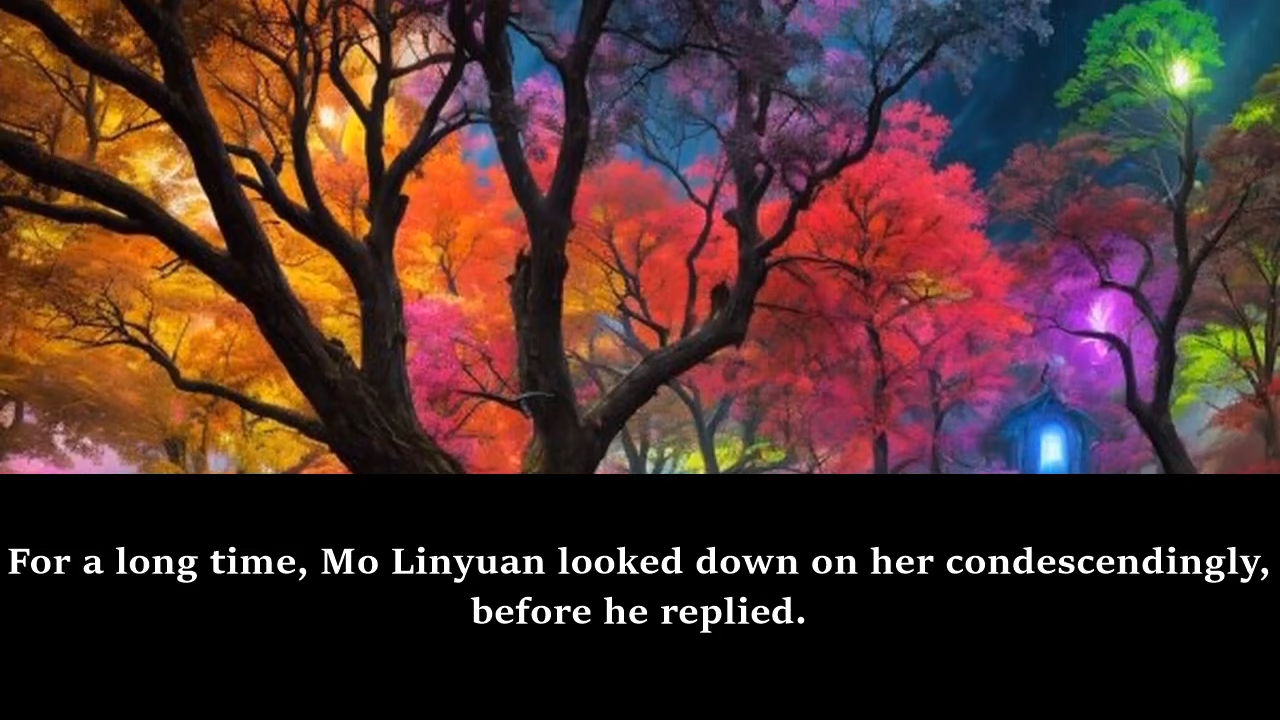 For a long time, Mo Linyuan looked down on her condescendingly,
before he replied.